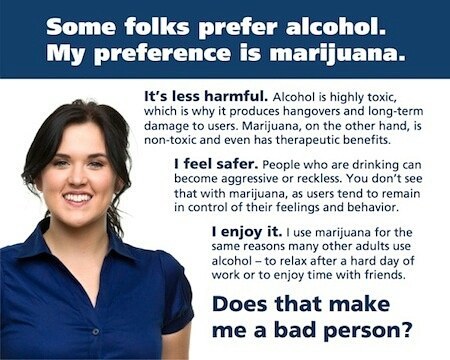 Some folks prefer alcohol.
My preference is marijuana.
It's less harmful. Alcohol is highly toxic,
which is why it produces hangovers and long-term
damage to users. Marijuana, on the other hand, is
non-toxic and even has therapeutic benefits.
I feel safer. People who are drinking can
become aggressive or reckless. You don't see
that with marijuana, as users tend to remain
in control of their feelings and behavior.
I enjoy it. I use marijuana for the
same reasons many other adults use
alcohol – to relax after a hard day of
work or to enjoy time with friends.
Does that make
me a bad person?